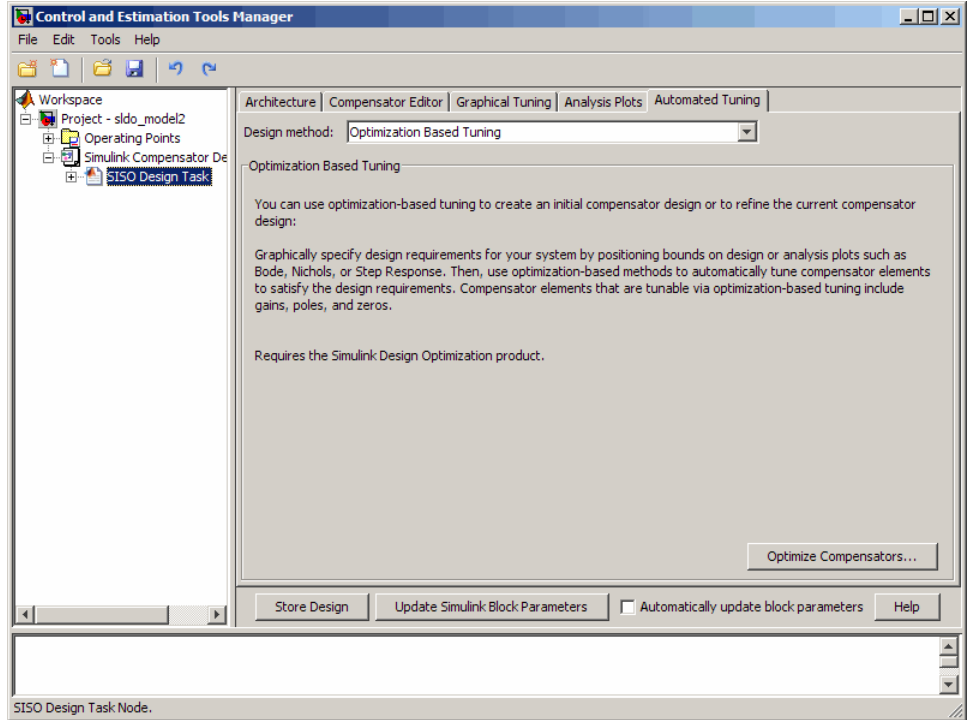 Control and Estimation Tools Manager
File Edit Tools Help
Workspace
Project - sldo_model2
Operating Points
Simulink Compensator De
SISO Design Task
Architecture Compensator Editor Graphical Tuning Analysis Plots Automated Tuning
Design method: Optimization Based Tuning
Optimization Based Tuning
You can use optimization-based tuning to create an initial compensator design or to refine the current compensator
design:
Graphically specify design requirements for your system by positioning bounds on design or analysis plots such as
Bode, Nichols, or Step Response. Then, use optimization-based methods to automatically tune compensator elements
to satisfy the design requirements. Compensator elements that are tunable via optimization-based tuning include
gains, poles, and zeros.
Requires the Simulink Design Optimization product.
Optimize Compensators...
Store Design Update Simulink Block Parameters Automatically update block parameters Help
SISO Design Task Node.